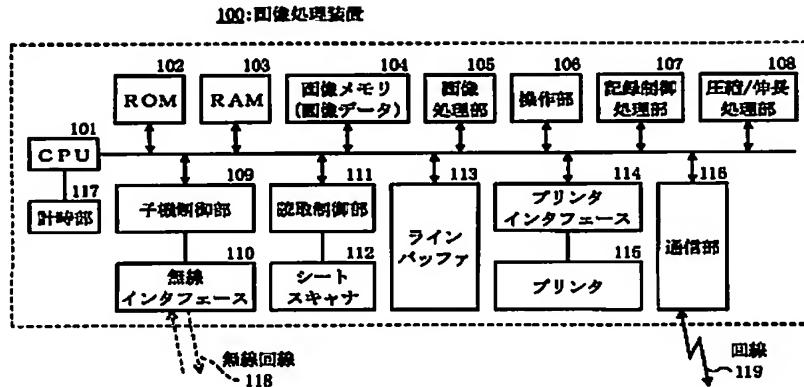 100:画像処理装置
102
103
104
105
106
107
108
ROM
RAM
画像メモリ
(画像データ)
画像
処理部
操作部
記録制御
処理部
圧縮/伸長
処理部
101
CPU
117
計時部
109
子機制御部
111
読取制御部
113
ライン
バッファ
114
プリンタ
インタフェース
116
通信部
110
無線
インタフェース
112
シート
スキャナ
115
プリンタ
無線回線
118
回線
119